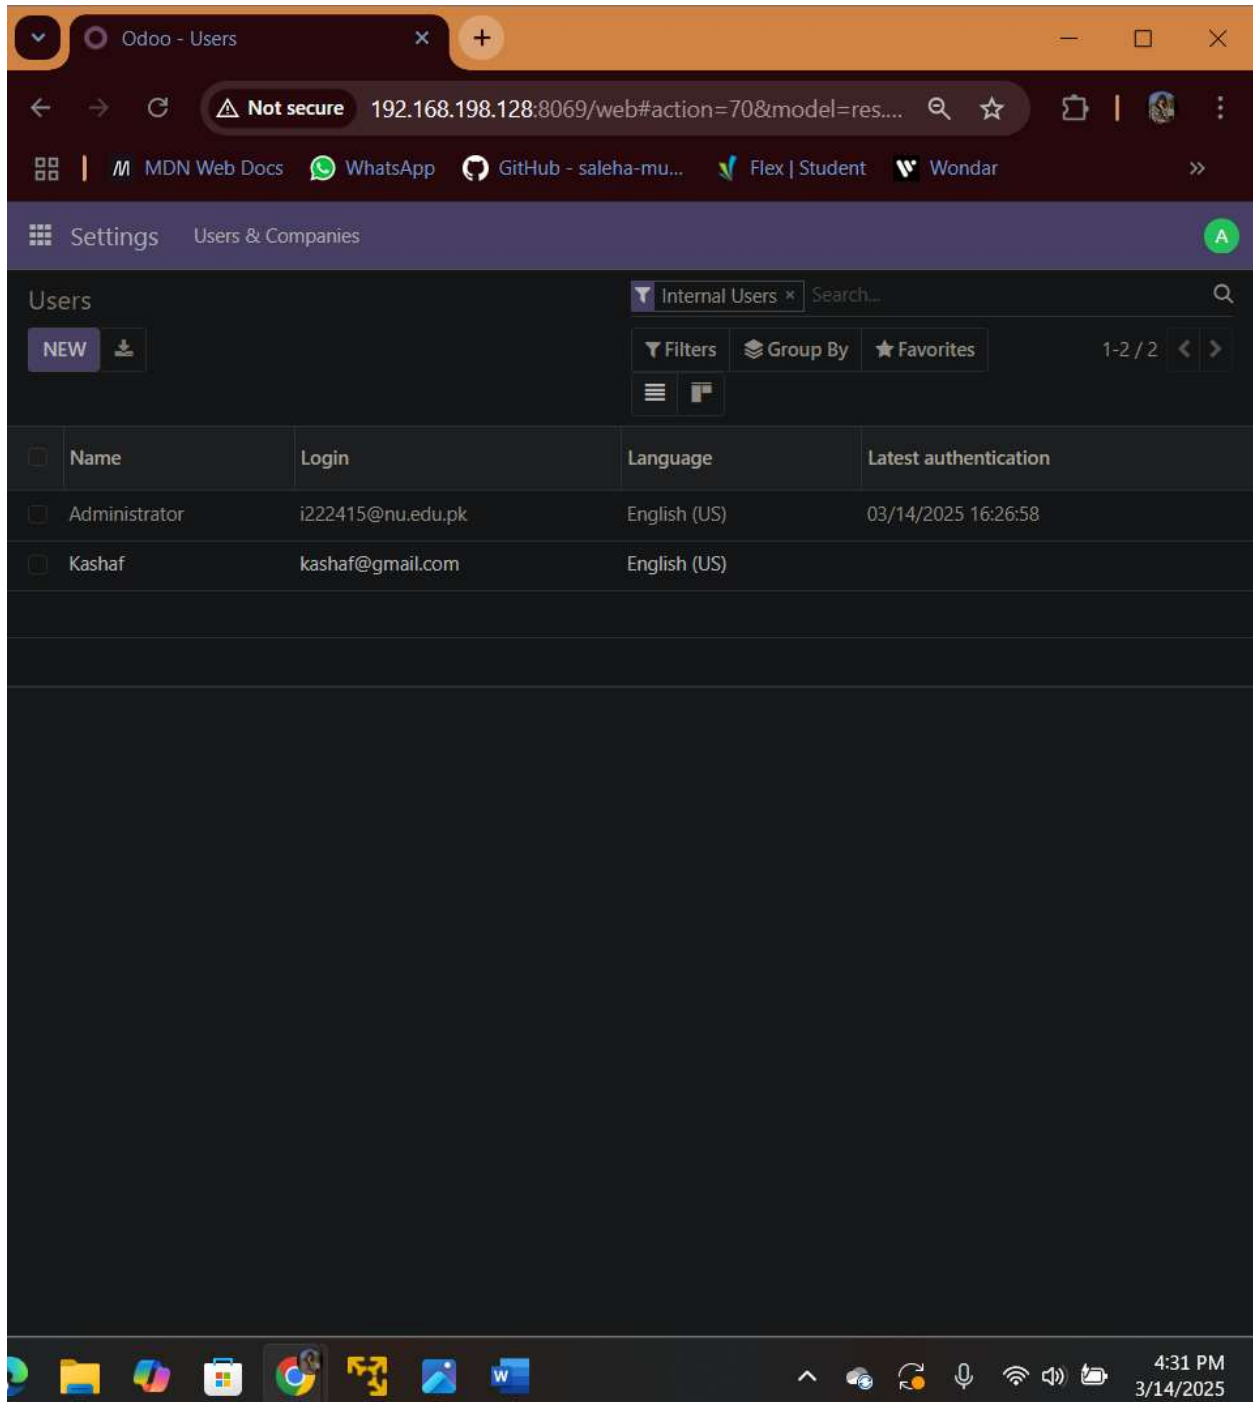 Odoo - Users
Not secure 192.168.198.128:8069/web#action=70&model=res....
MDN Web Docs WhatsApp GitHub - saleha-mu... Flex | Student Wondar
Settings Users & Companies A
Users Internal Users × Search...
NEW Filters Group By Favorites 1-2 / 2
Name Login Language Latest authentication
Administrator i222415@nu.edu.pk English (US) 03/14/2025 16:26:58
Kashaf kashaf@gmail.com English (US)
4:31 PM
3/14/2025